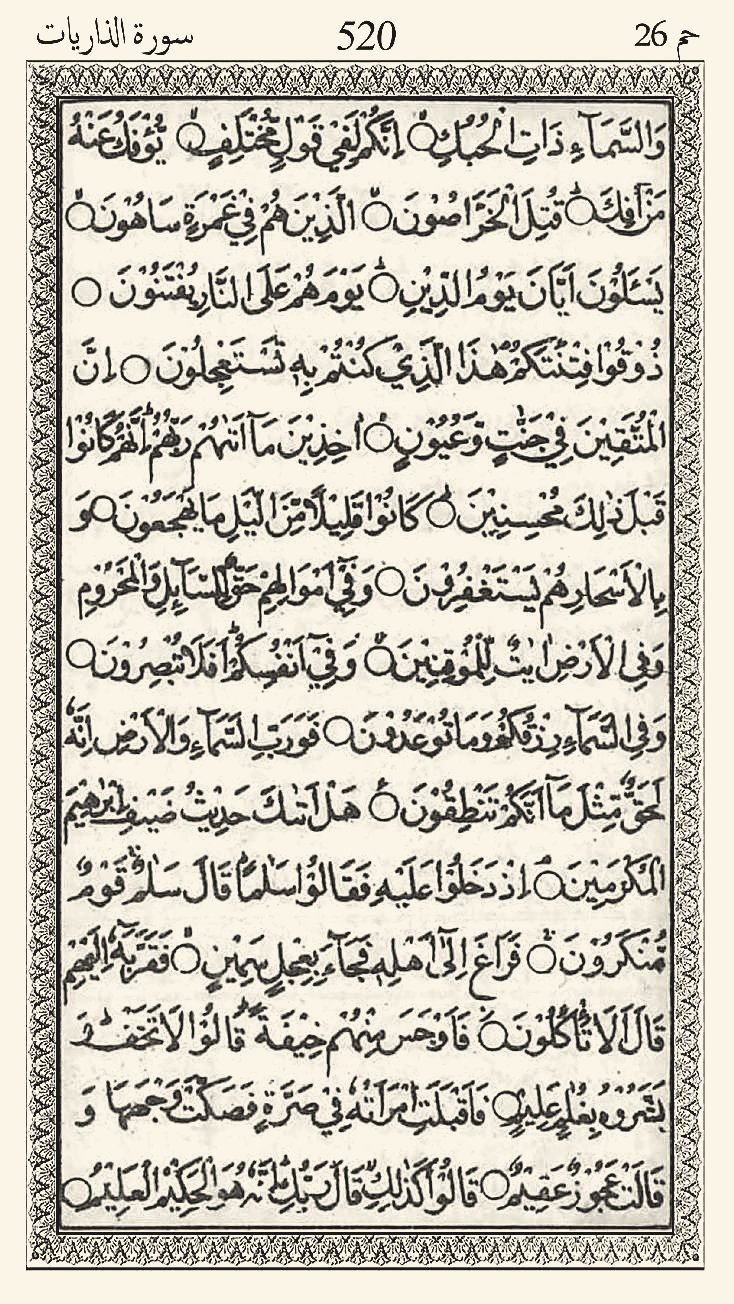 حم 26 520 سورة الذاريات
وَالسَّمَآءِ ذَاتِ الْحُبُكِ ۙ اِنَّكُمْ لَفِيْ قَوْلٍ مُّخْتَلِفٍ ۙ يُّؤْفَكُ عَنْهُ
مَنْ اُفِكَ ؕ قُتِلَ الْخَرّٰصُوْنَ ۙ الَّذِيْنَ هُمْ فِيْ غَمْرَةٍ سَاهُوْنَ ۙ
يَسْـَٔلُوْنَ اَيَّانَ يَوْمُ الدِّيْنِ ؕ يَوْمَ هُمْ عَلَى النَّارِ يُفْتَنُوْنَ ○
ذُوْقُوْا فِتْنَتَكُمْ ؕ هٰذَا الَّذِيْ كُنْتُمْ بِهٖ تَسْتَعْجِلُوْنَ ○ اِنَّ
الْمُتَّقِيْنَ فِيْ جَنّٰتٍ وَّعُيُوْنٍ ۙ اٰخِذِيْنَ مَاۤ اٰتٰىهُمْ رَبُّهُمْ ؕ اِنَّهُمْ كَانُوْا
قَبْلَ ذٰلِكَ مُحْسِنِيْنَ ؕ كَانُوْا قَلِيْلًا مِّنَ الَّيْلِ مَا يَهْجَعُوْنَ ○ وَ
بِالْاَسْحَارِ هُمْ يَسْتَغْفِرُوْنَ ○ وَفِيْۤ اَمْوَالِهِمْ حَقٌّ لِّلسَّآئِلِ وَالْمَحْرُوْمِ
وَفِي الْاَرْضِ اٰيٰتٌ لِّلْمُوْقِنِيْنَ ۙ وَفِيْۤ اَنْفُسِكُمْ ؕ اَفَلَا تُبْصِرُوْنَ ○
وَفِي السَّمَآءِ رِزْقُكُمْ وَمَا تُوْعَدُوْنَ ○ فَوَرَبِّ السَّمَآءِ وَالْاَرْضِ اِنَّهٗ
لَحَقٌّ مِّثْلَ مَاۤ اَنَّكُمْ تَنْطِقُوْنَ ۧ هَلْ اَتٰىكَ حَدِيْثُ ضَيْفِ اِبْرٰهِيْمَ
الْمُكْرَمِيْنَ ۘ اِذْ دَخَلُوْا عَلَيْهِ فَقَالُوْا سَلٰمًا ؕ قَالَ سَلٰمٌ ۚ قَوْمٌ
مُّنْكَرُوْنَ ۚ فَرَاغَ اِلٰۤى اَهْلِهٖ فَجَآءَ بِعِجْلٍ سَمِيْنٍ ۙ فَقَرَّبَهٗۤ اِلَيْهِمْ
قَالَ اَلَا تَاْكُلُوْنَ ؗ فَاَوْجَسَ مِنْهُمْ خِيْفَةً ؕ قَالُوْا لَا تَخَفْ ؕ وَ
بَشَّرُوْهُ بِغُلٰمٍ عَلِيْمٍ ○ فَاَقْبَلَتِ امْرَاَتُهٗ فِيْ صَرَّةٍ فَصَكَّتْ وَجْهَهَا وَ
قَالَتْ عَجُوْزٌ عَقِيْمٌ ○ قَالُوْا كَذٰلِكِ ۙ قَالَ رَبُّكِ ؕ اِنَّهٗ هُوَ الْحَكِيْمُ الْعَلِيْمُ ○